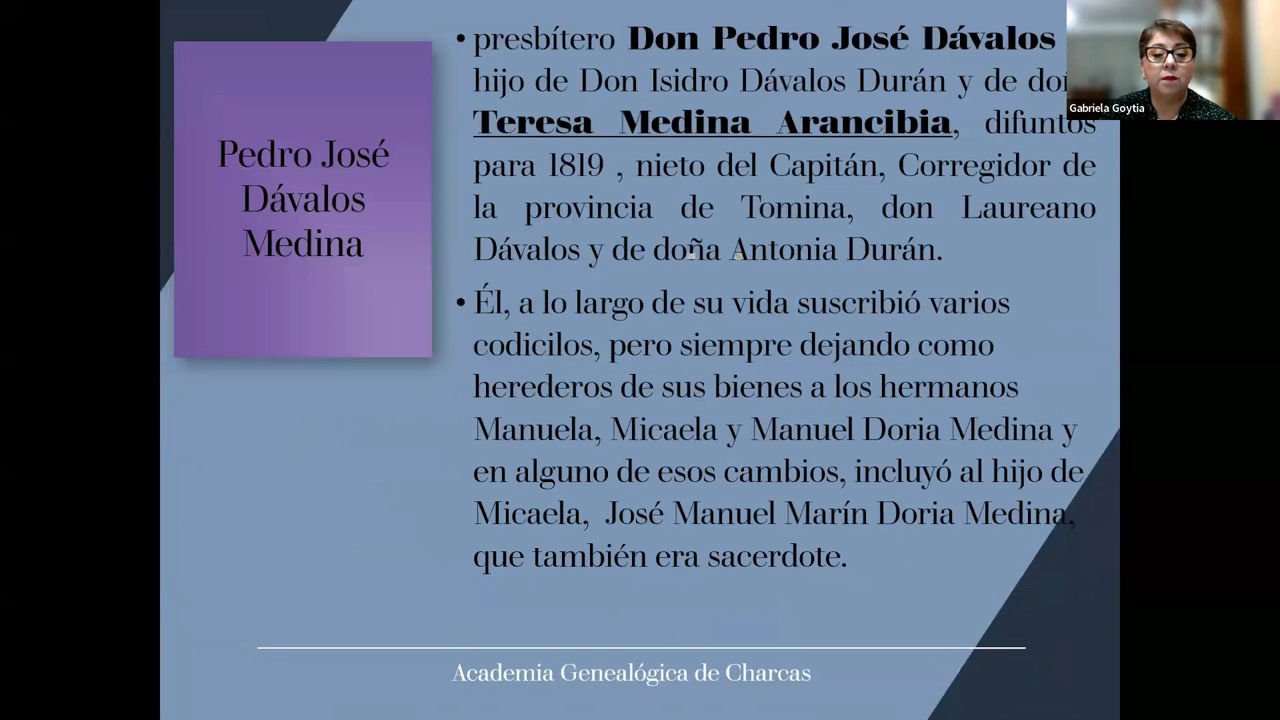 Pedro José
Dávalos
Medina
• presbítero Don Pedro José Dávalos
hijo de Don Isidro Dávalos Durán y de
Teresa Medina Arancibia, difuntos
para 1819 , nieto del Capitán, Corregidor de
la provincia de Tomina, don Laureano
Dávalos y de doña Antonia Durán.
• Él, a lo largo de su vida suscribió varios
codicilos, pero siempre dejando como
herederos de sus bienes a los hermanos
Manuela, Micaela y Manuel Doria Medina y
en alguno de esos cambios, incluyó al hijo de
Micaela, José Manuel Marín Doria Medina,
que también era sacerdote.
Academia Genealógica de Charcas
Gabriela Goytia